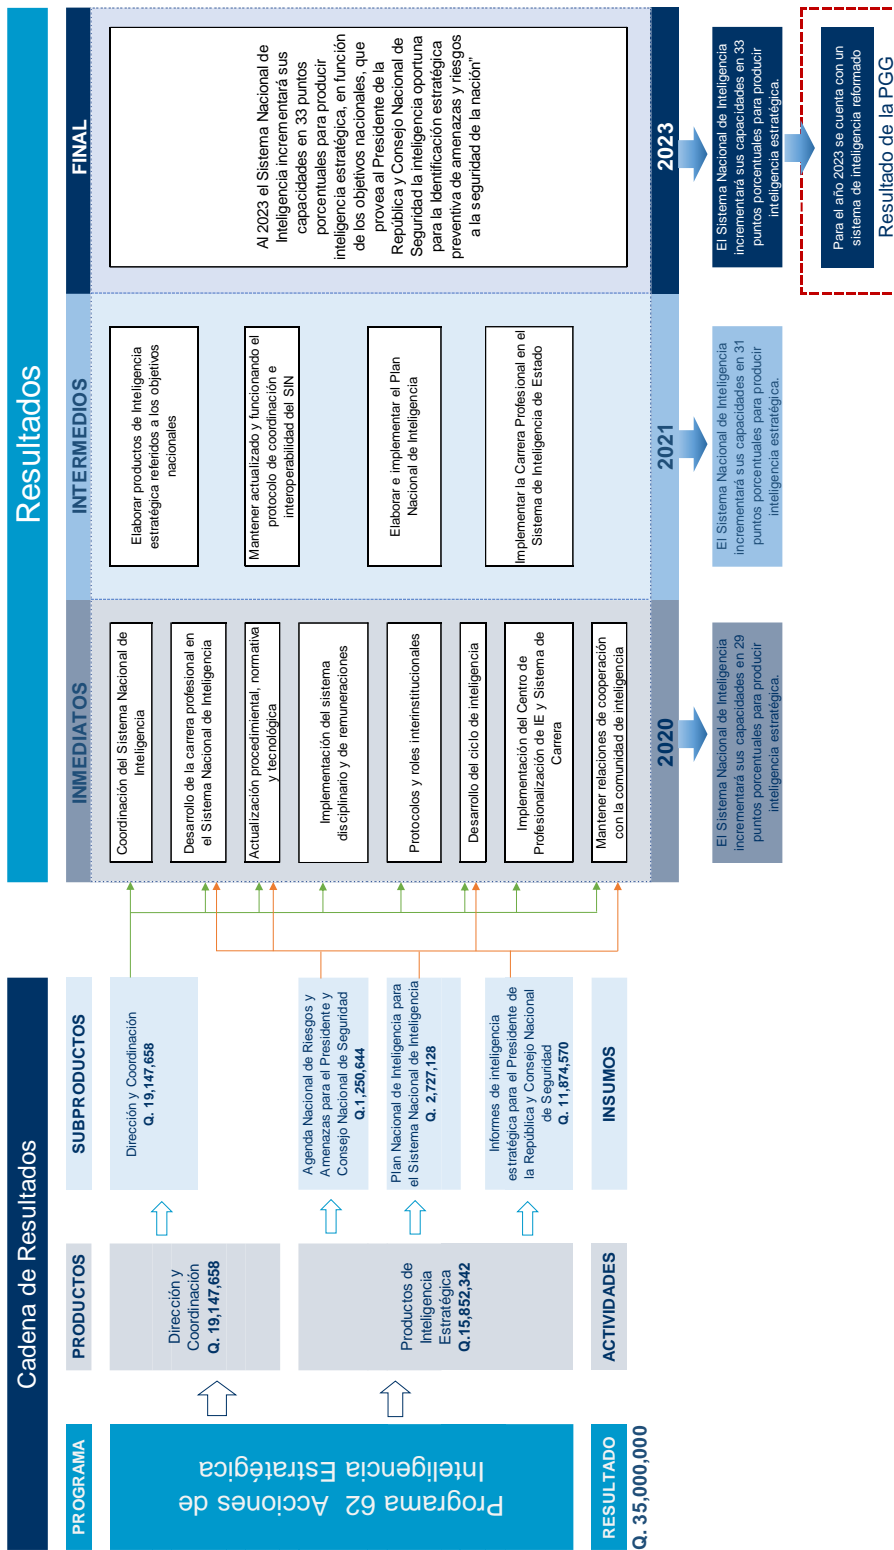 Cadena de Resultados
Resultados
PROGRAMA
PRODUCTOS
SUBPRODUCTOS
INMEDIATOS
INTERMEDIOS
FINAL
Programa 62 Acciones de
Inteligencia Estratégica
Dirección y
Coordinación
Q. 19,147,658
Productos de
Inteligencia
Estratégica
Q.15,852,342
Dirección y Coordinación
Q. 19,147,658
Agenda Nacional de Riesgos y
Amenazas para el Presidente y
Consejo Nacional de Seguridad
Q.1,250,644
Plan Nacional de Inteligencia para
el Sistema Nacional de Inteligencia
Q. 2,727,128
Informes de inteligencia
estratégica para el Presidente de
la República y Consejo Nacional
de Seguridad
Q. 11,874,570
Coordinación del Sistema Nacional de
Inteligencia
Desarrollo de la carrera profesional en
el Sistema Nacional de Inteligencia
Actualización procedimental, normativa
y tecnológica
Implementación del sistema
disciplinario y de remuneraciones
Protocolos y roles interinstitucionales
Desarrollo del ciclo de inteligencia
Implementación del Centro de
Profesionalización de IE y Sistema de
Carrera
Mantener relaciones de cooperación
con la comunidad de inteligencia
Elaborar productos de Inteligencia
estratégica referidos a los objetivos
nacionales
Mantener actualizado y funcionando el
protocolo de coordinación e
interoperabilidad del SIN
Elaborar e implementar el Plan
Nacional de Inteligencia
Implementar la Carrera Profesional en el
Sistema de Inteligencia de Estado
Al 2023 el Sistema Nacional de
Inteligencia incrementará sus
capacidades en 33 puntos
porcentuales para producir
inteligencia estratégica, en función
de los objetivos nacionales, que
provea al Presidente de la
República y Consejo Nacional de
Seguridad la inteligencia oportuna
para la Identificación estratégica
preventiva de amenazas y riesgos
a la seguridad de la nación”
RESULTADO
ACTIVIDADES
INSUMOS
2020
2021
2023
Q. 35,000,000
El Sistema Nacional de Inteligencia
incrementará sus capacidades en 29
puntos porcentuales para producir
inteligencia estratégica.
El Sistema Nacional de Inteligencia
incrementará sus capacidades en 31
puntos porcentuales para producir
inteligencia estratégica.
El Sistema Nacional de Inteligencia
incrementará sus capacidades en 33
puntos porcentuales para producir
inteligencia estratégica.
Para el año 2023 se cuenta con un
sistema de inteligencia reformado
Resultado de la PGG